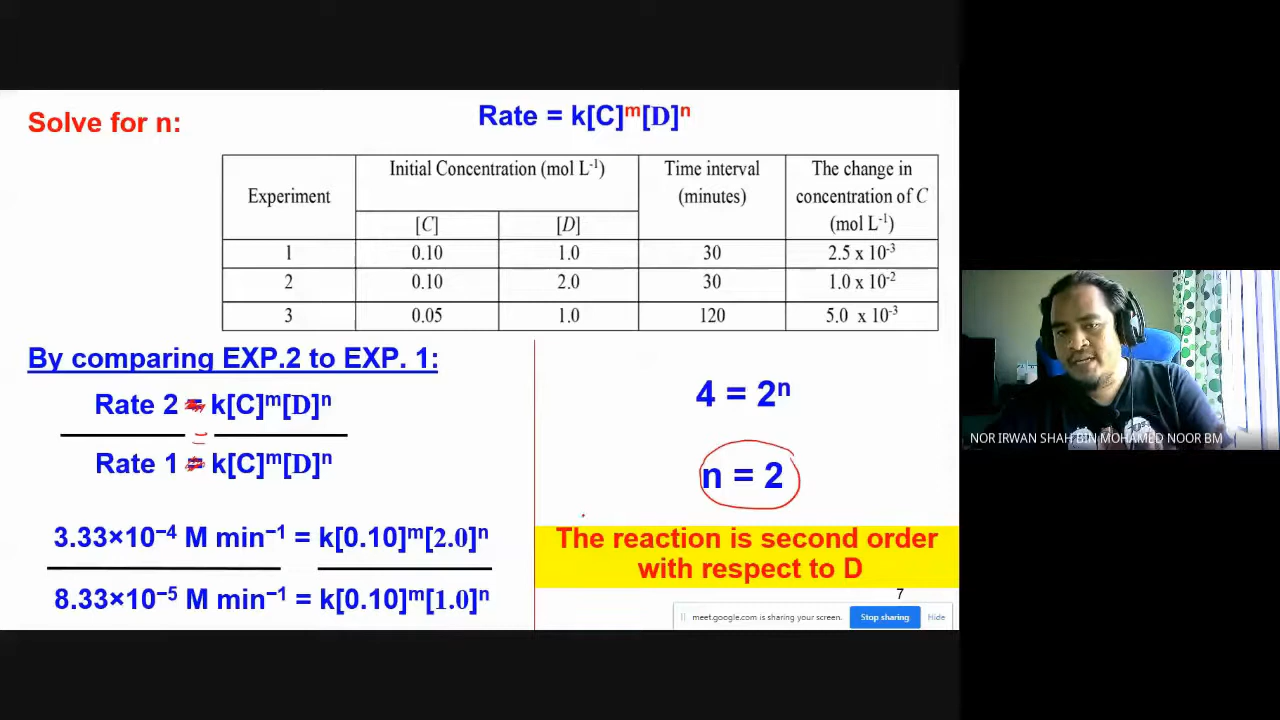 Solve for n:
Rate = k[C]ᵐ[D]ⁿ
Experiment
Initial Concentration (mol L⁻¹)
Time interval
(minutes)
The change in
concentration of C
(mol L⁻¹)
[C] [D]
1 0.10 1.0 30 2.5 x 10⁻³
2 0.10 2.0 30 1.0 x 10⁻²
3 0.05 1.0 120 5.0 x 10⁻³
By comparing EXP.2 to EXP. 1:
Rate 2 = k[C]ᵐ[D]ⁿ
=
Rate 1 = k[C]ᵐ[D]ⁿ
3.33×10⁻⁴ M min⁻¹ = k[0.10]ᵐ[2.0]ⁿ
8.33×10⁻⁵ M min⁻¹ = k[0.10]ᵐ[1.0]ⁿ
4 = 2ⁿ
n = 2
The reaction is second order
with respect to D
7
meet.google.com is sharing your screen. Stop sharing Hide
NOR IRWAN SHAH BIN MOHAMED NOOR BM